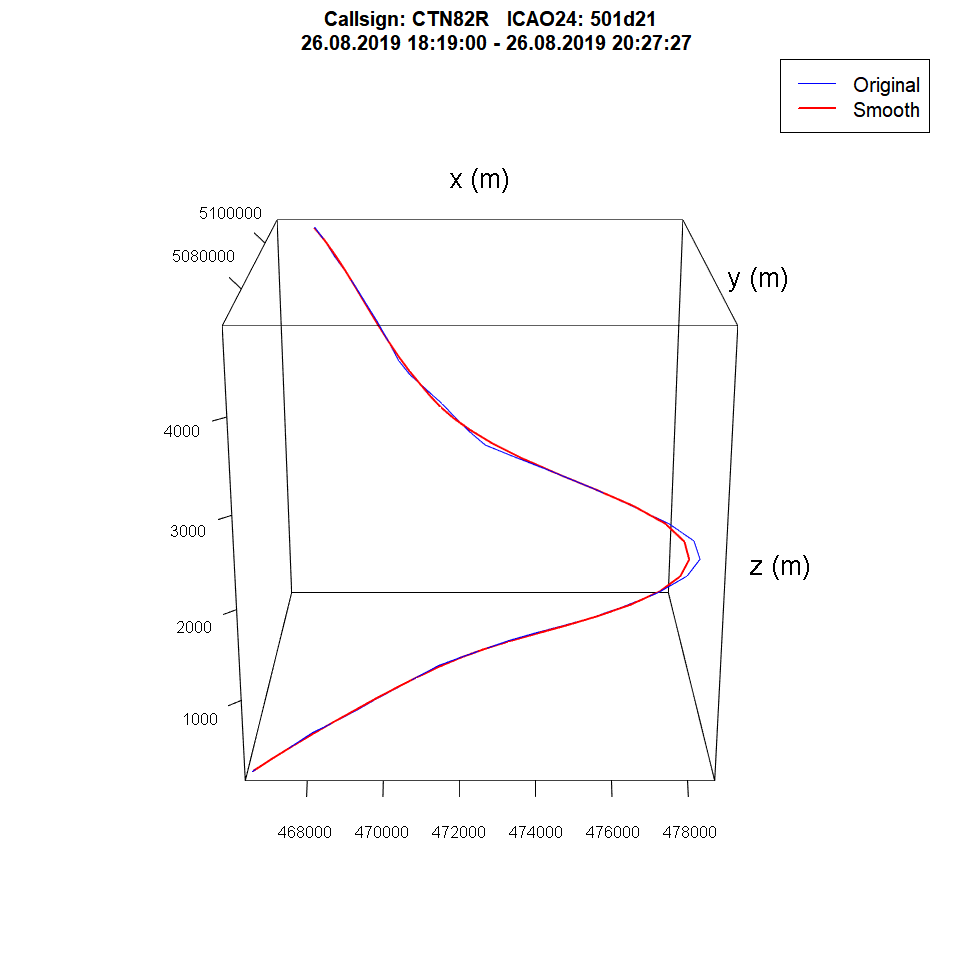 Callsign: CTN82R   ICAO24: 501d21
26.08.2019 18:19:00 - 26.08.2019 20:27:27
Original
Smooth
x (m)
5100000
5080000
y (m)
4000
3000
z (m)
2000
1000
468000 470000 472000 474000 476000 478000